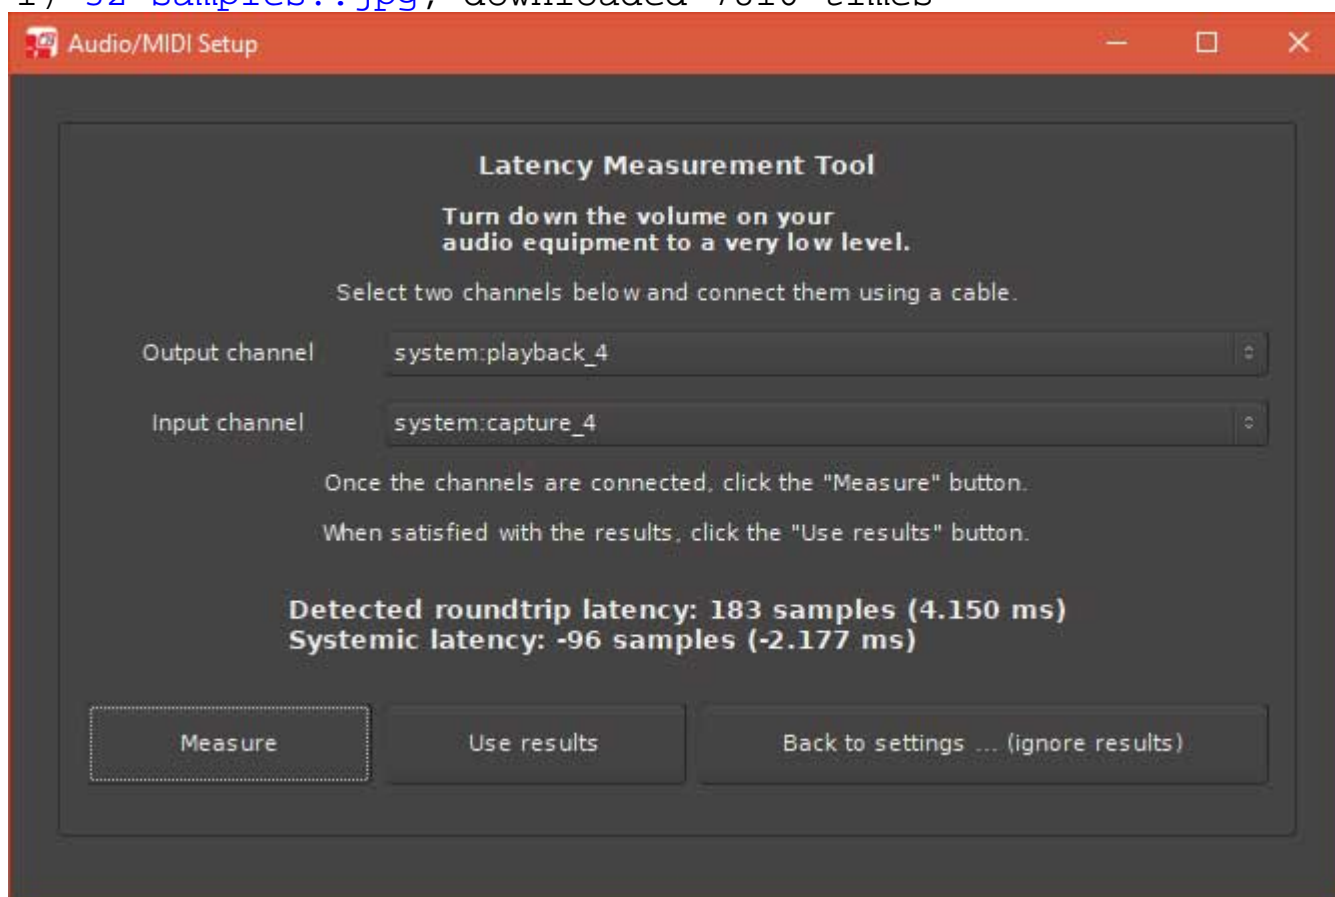 Audio/MIDI Setup
Latency Measurement Tool
Turn down the volume on your
audio equipment to a very low level.
Select two channels below and connect them using a cable.
Output channel system:playback_4
Input channel system:capture_4
Once the channels are connected, click the "Measure" button.
When satisfied with the results, click the "Use results" button.
Detected roundtrip latency: 183 samples (4.150 ms)
Systemic latency: -96 samples (-2.177 ms)
Measure Use results Back to settings ... (ignore results)